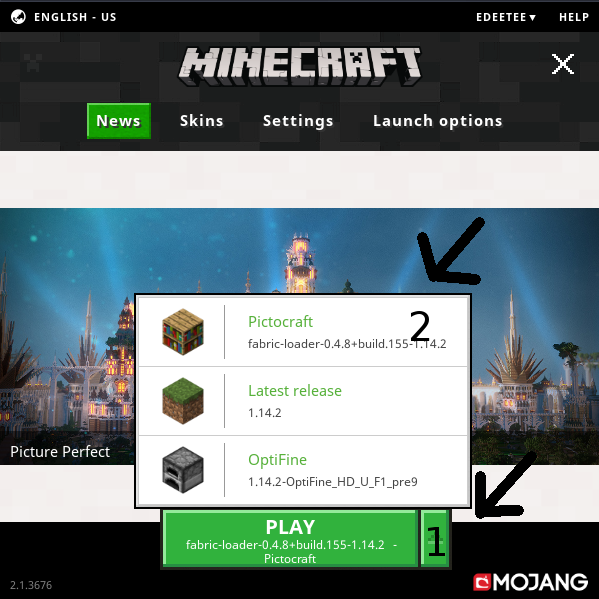 ENGLISH - US
EDEETEE▼
HELP
MINECRAFT
News
Skins
Settings
Launch options
2
Pictocraft
fabric-loader-0.4.8+build.155-1.14.2
Latest release
1.14.2
OptiFine
1.14.2-OptiFine_HD_U_F1_pre9
Picture Perfect
PLAY
fabric-loader-0.4.8+build.155-1.14.2 -
Pictocraft
1
2.1.3676
MOJANG